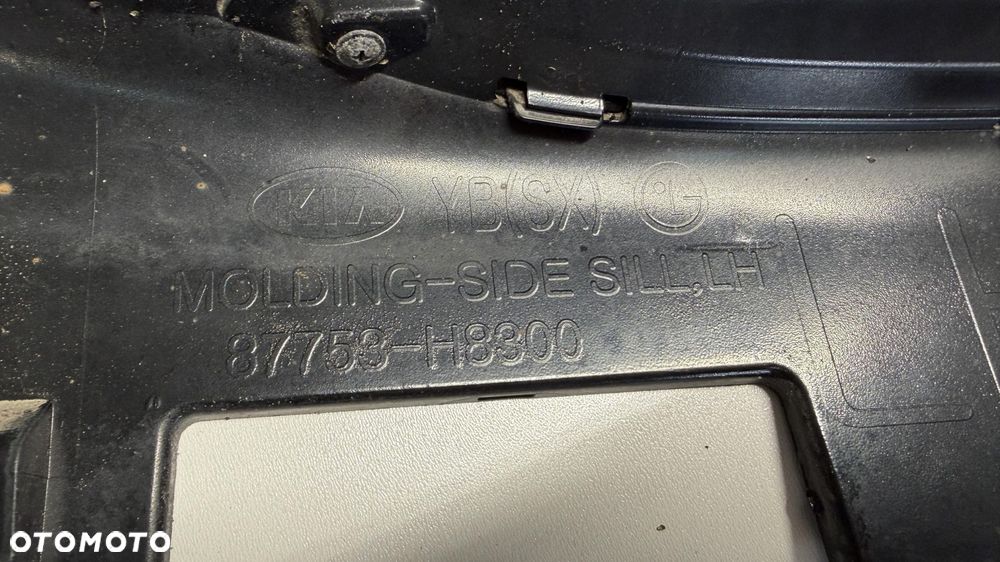 KIA YB(SX)
MOLDING-SIDE SILL,LH
87753-H8300
OTOMOTO